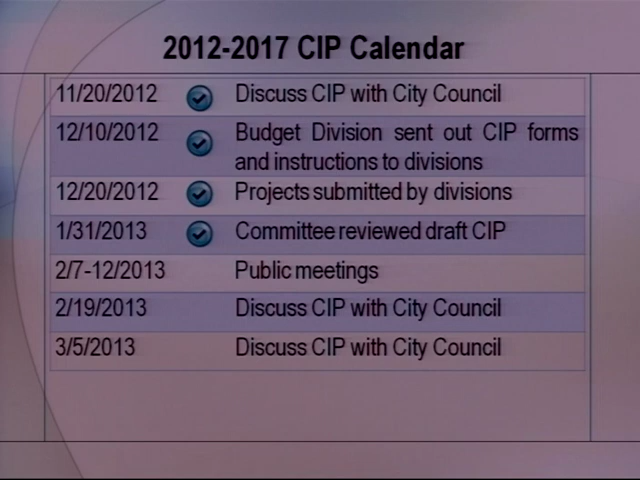 2012-2017 CIP Calendar
11/20/2012 Discuss CIP with City Council
12/10/2012 Budget Division sent out CIP forms
and instructions to divisions
12/20/2012 Projects submitted by divisions
1/31/2013 Committee reviewed draft CIP
2/7-12/2013 Public meetings
2/19/2013 Discuss CIP with City Council
3/5/2013 Discuss CIP with City Council